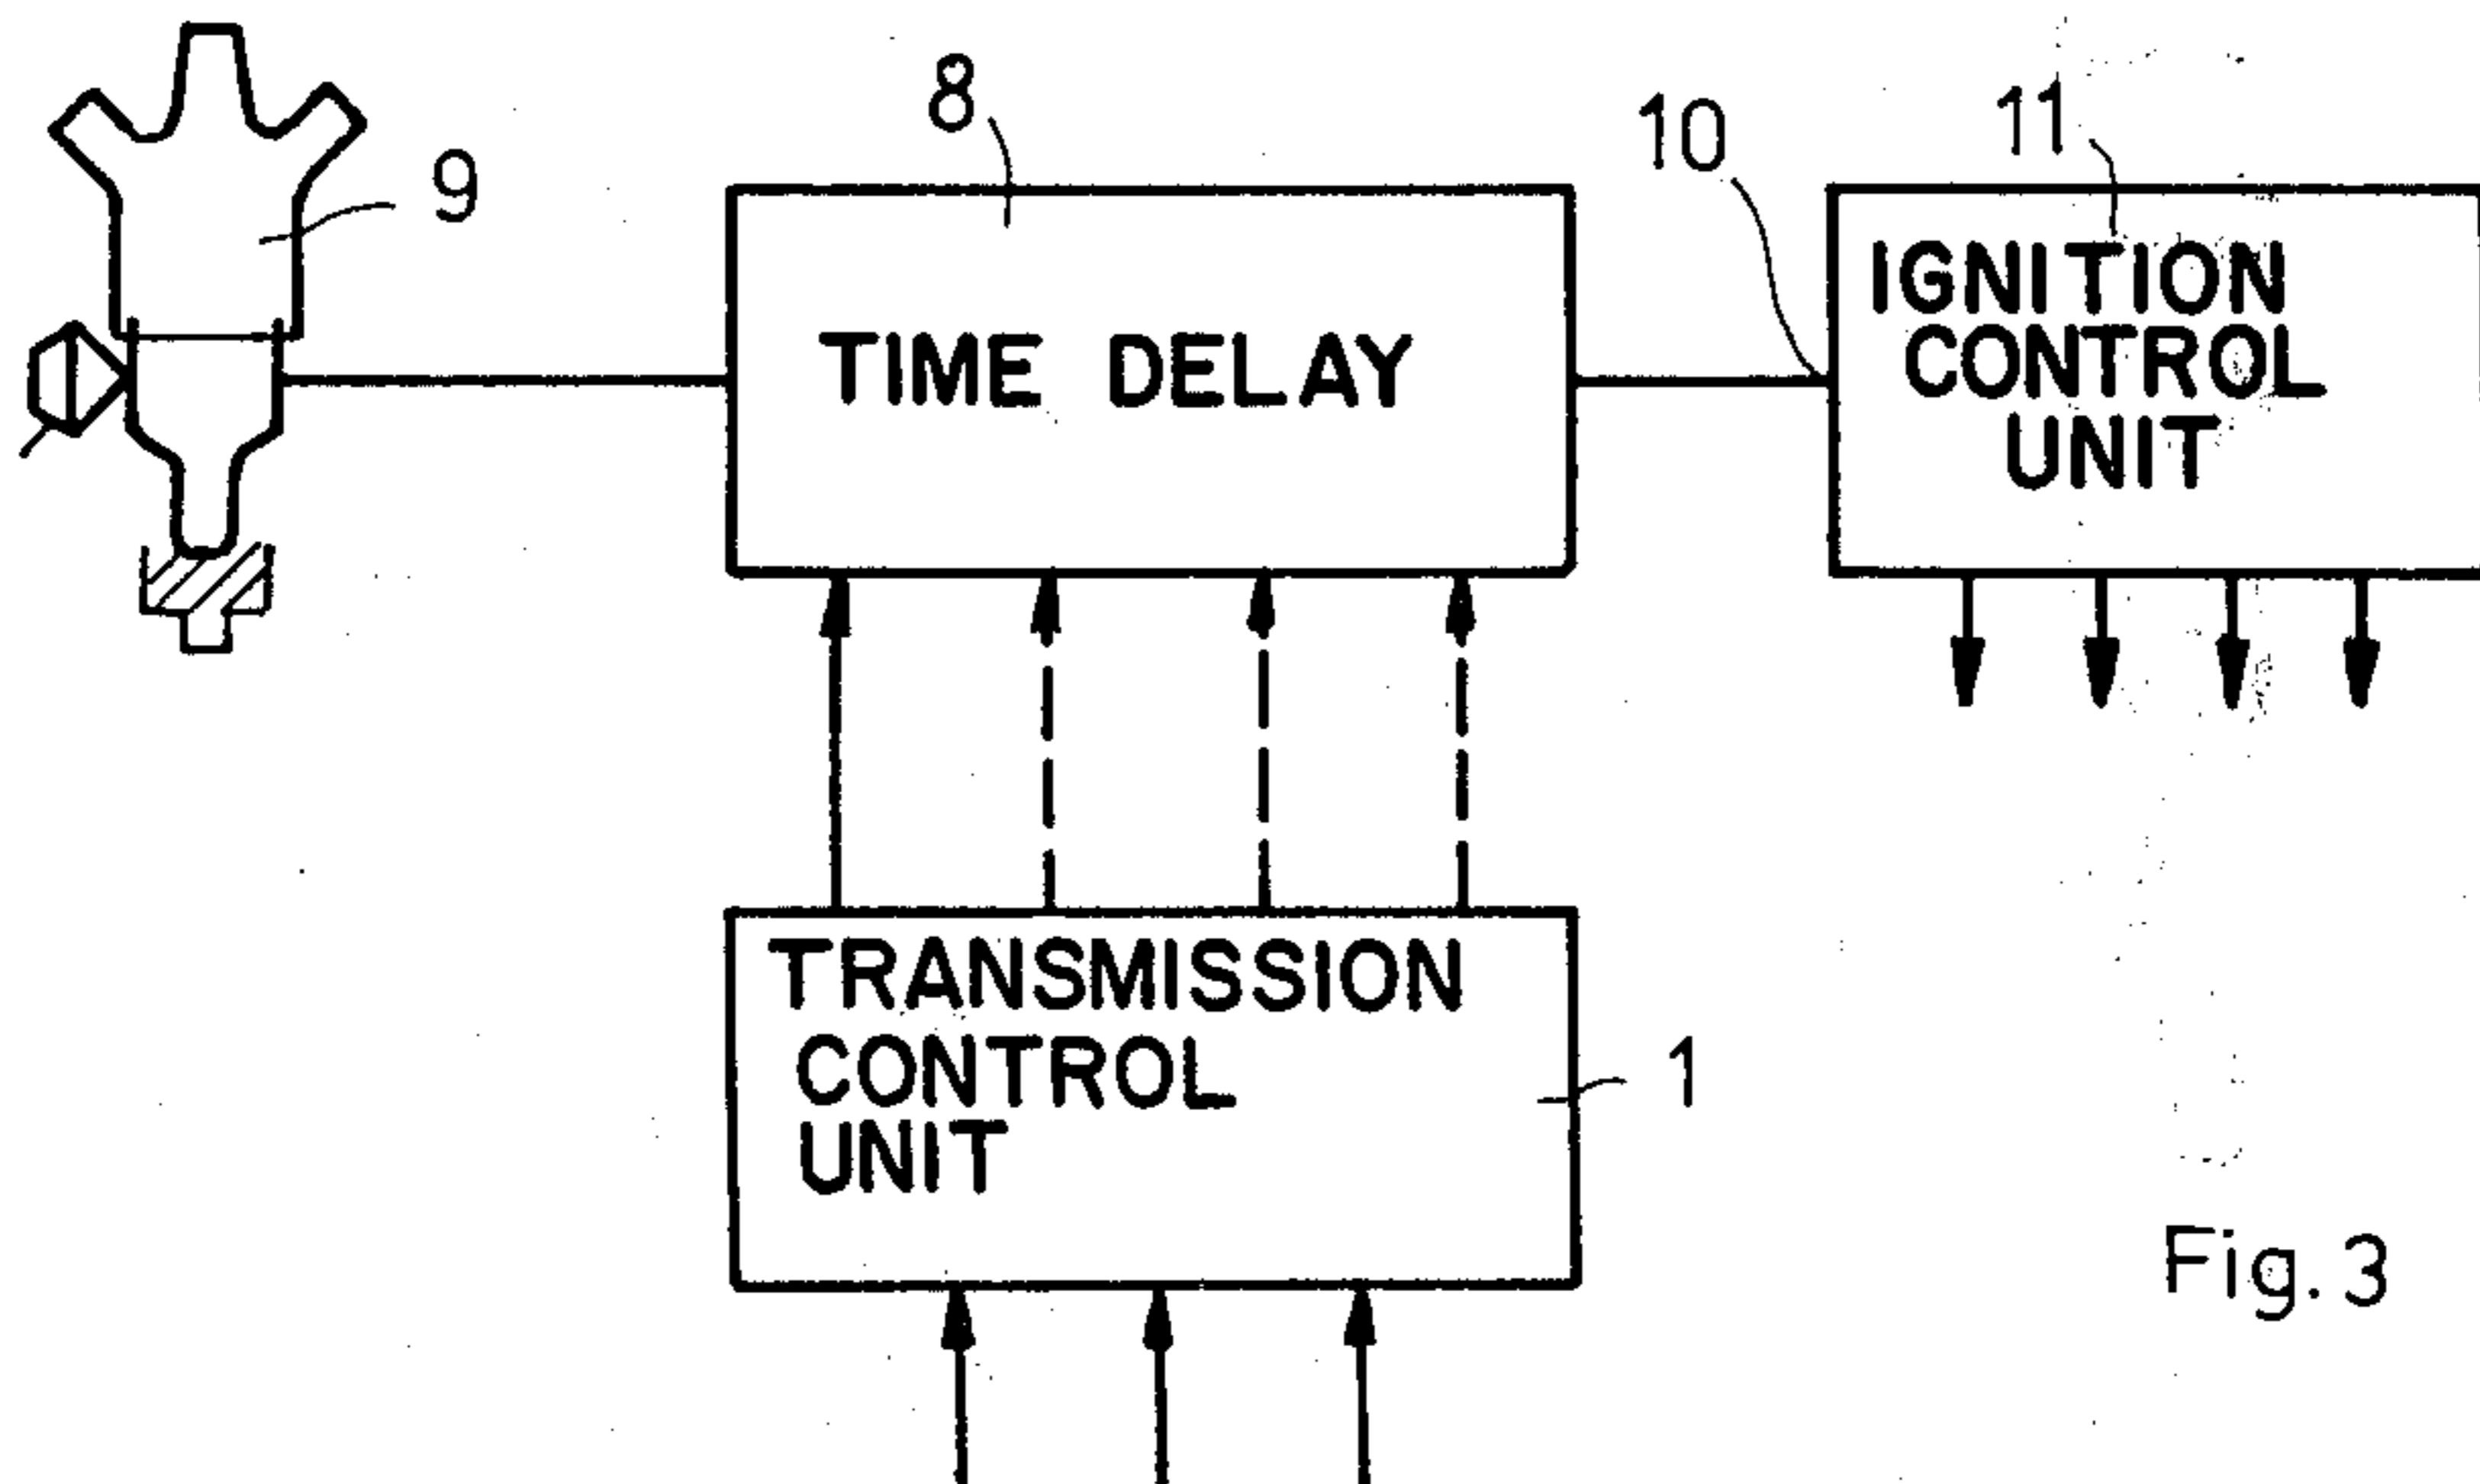 8
10
11
9
IGNITION
CONTROL
UNIT
TIME DELAY
TRANSMISSION
CONTROL
UNIT
1
Fig. 3